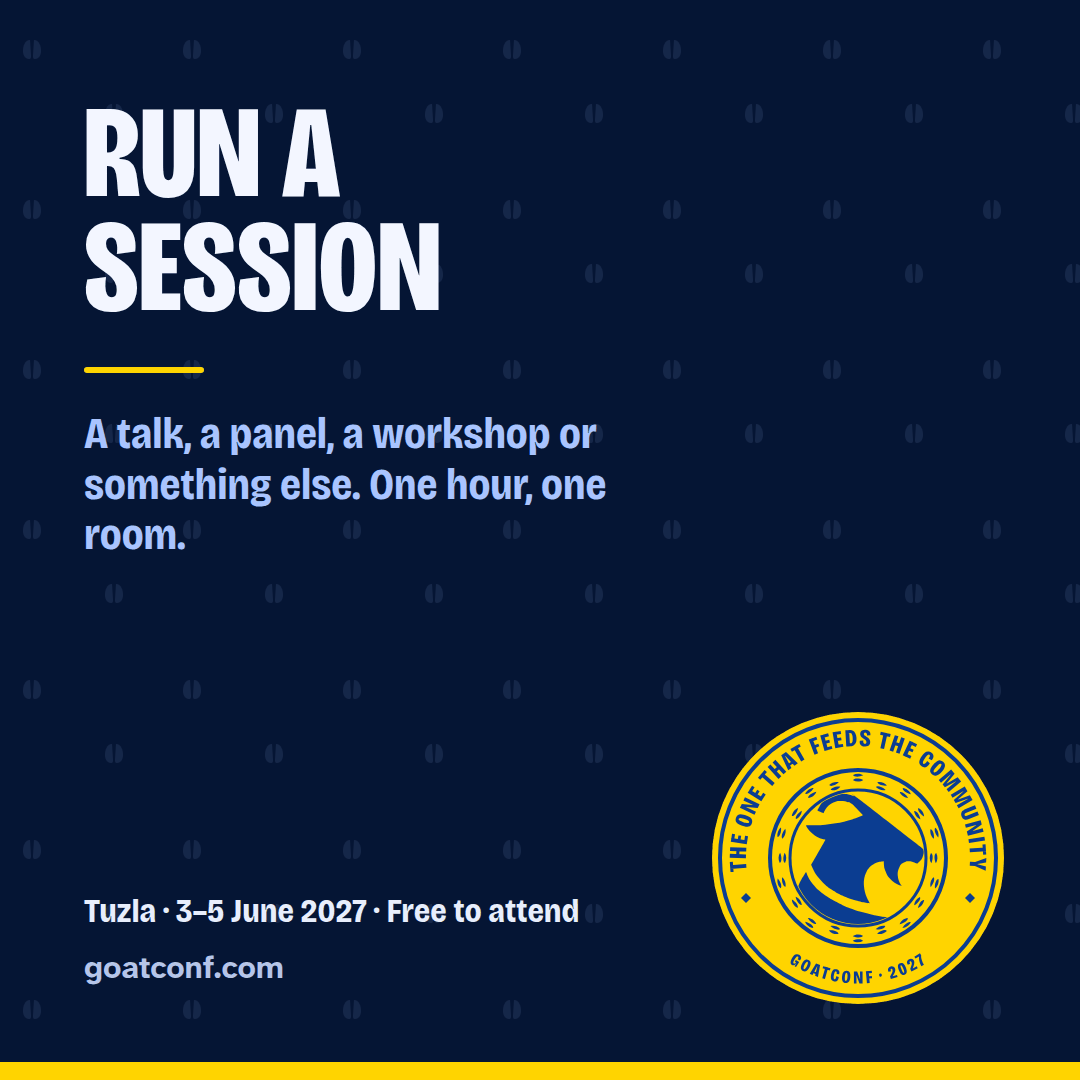 RUN A
SESSION
A talk, a panel, a workshop or
something else. One hour, one
room.
THE ONE THAT FEEDS THE COMMUNITY
GOATCONF · 2027
Tuzla · 3–5 June 2027 · Free to attend
goatconf.com